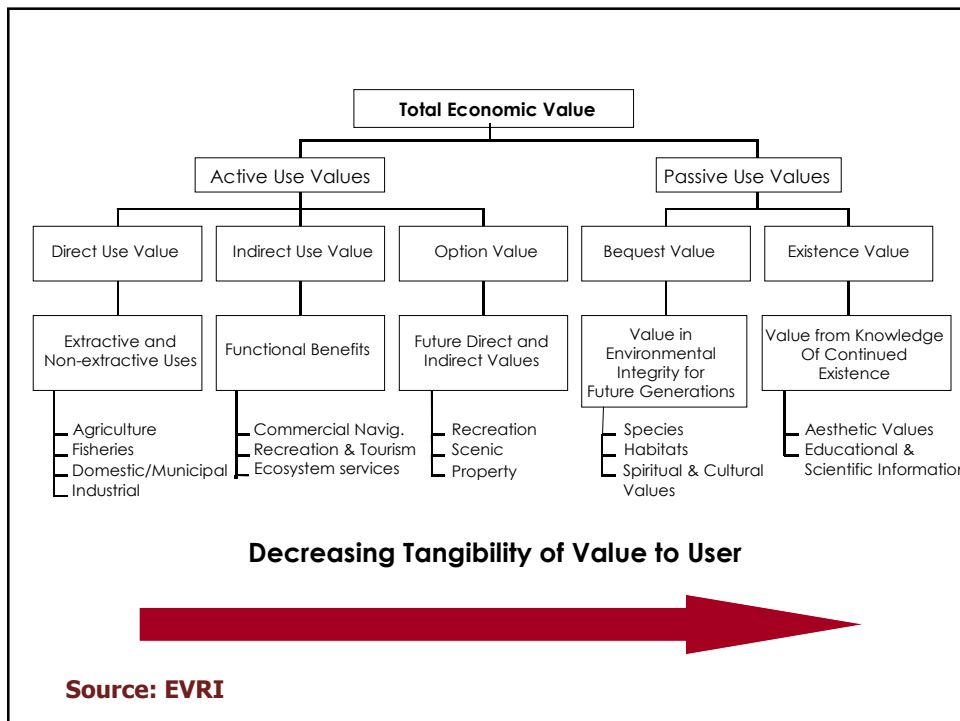 Total Economic Value
Active Use Values
Passive Use Values
Direct Use Value
Indirect Use Value
Option Value
Bequest Value
Existence Value
Extractive and
Non-extractive Uses
Functional Benefits
Future Direct and
Indirect Values
Value in
Environmental
Integrity for
Future Generations
Value from Knowledge
Of Continued
Existence
Agriculture
Fisheries
Domestic/Municipal
Industrial
Commercial Navig.
Recreation & Tourism
Ecosystem services
Recreation
Scenic
Property
Species
Habitats
Spiritual & Cultural
Values
Aesthetic Values
Educational &
Scientific Information
Decreasing Tangibility of Value to User
Source: EVRI